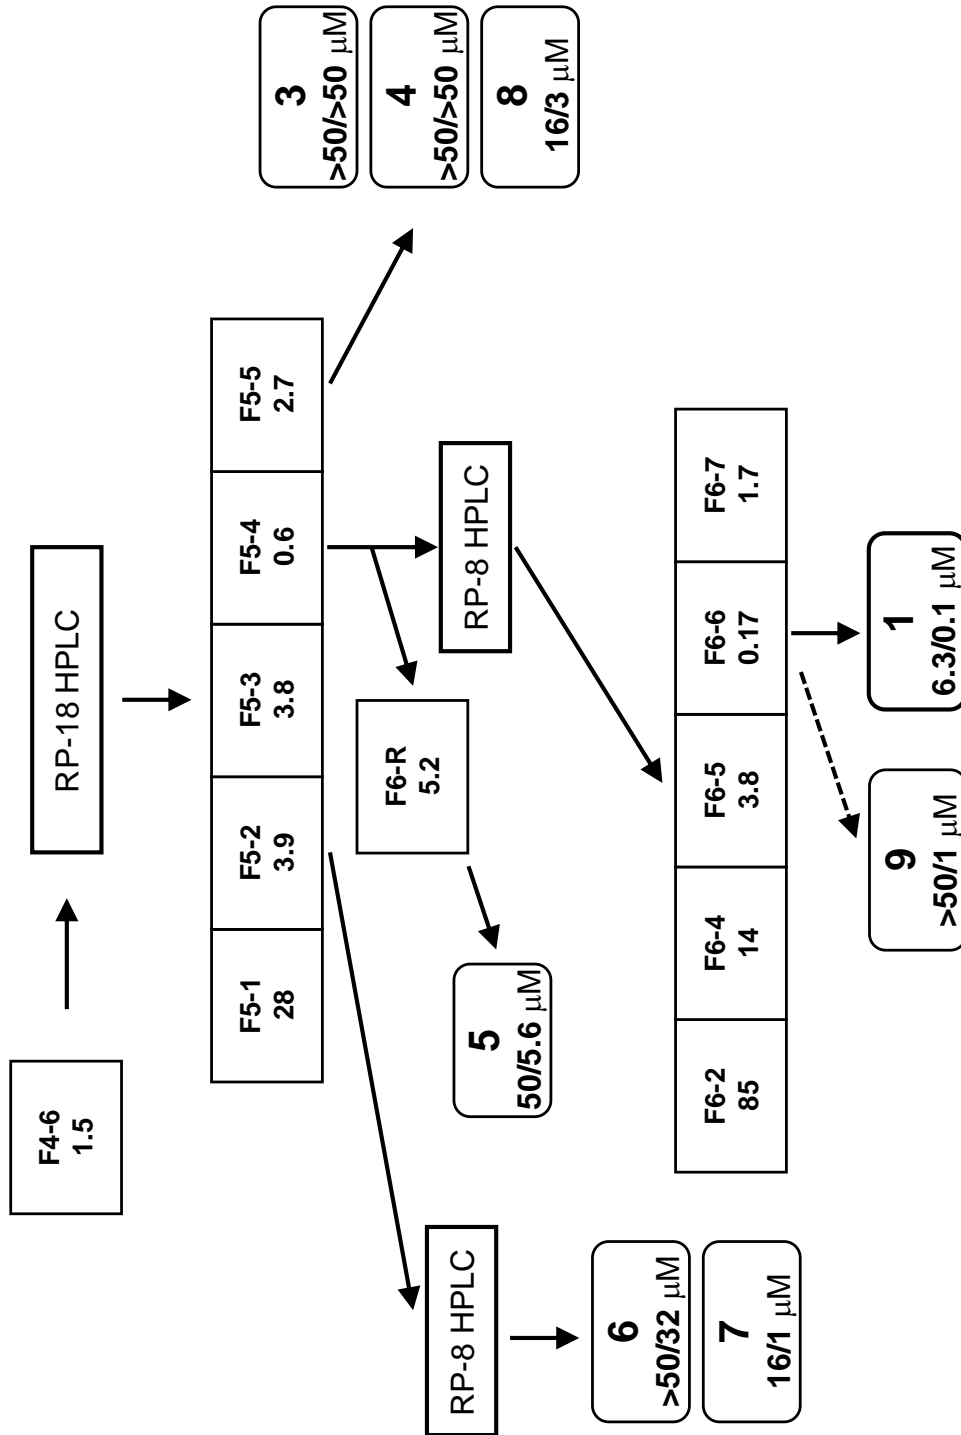 F4-6
1.5
RP-18 HPLC
F5-1
28
F5-2
3.9
F5-3
3.8
F5-4
0.6
F5-5
2.7
3
>50/>50 μM
4
>50/>50 μM
8
16/3 μM
RP-8 HPLC
6
>50/32 μM
7
16/1 μM
F6-R
5.2
5
50/5.6 μM
RP-8 HPLC
F6-2
85
F6-4
14
F6-5
3.8
F6-6
0.17
F6-7
1.7
9
>50/1 μM
1
6.3/0.1 μM